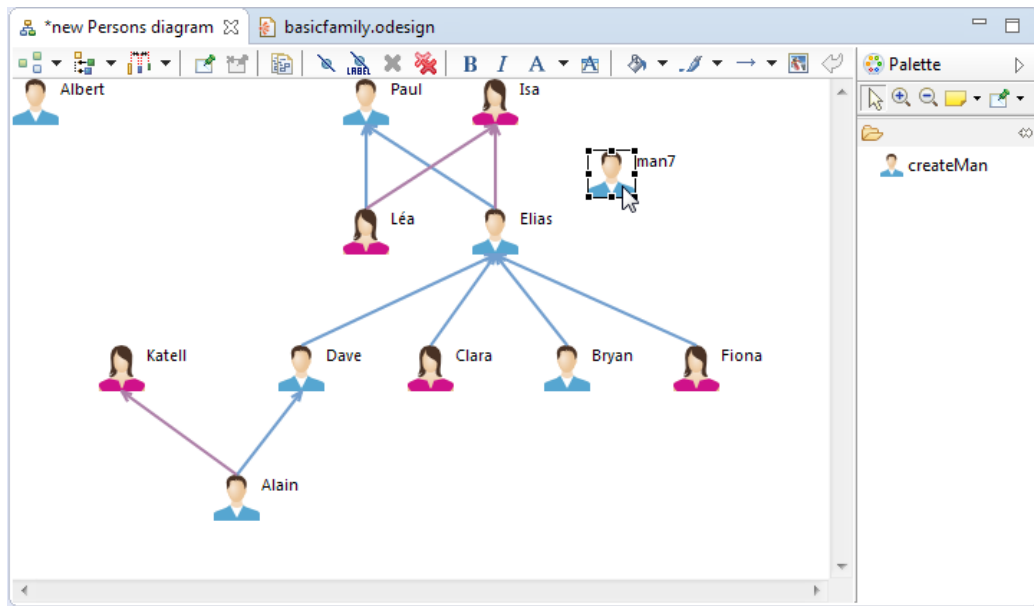 *new Persons diagram
basicfamily.odesign
LABEL
B I A A
Palette
Albert
Paul
Isa
man7
createMan
Léa
Elias
Katell
Dave
Clara
Bryan
Fiona
Alain